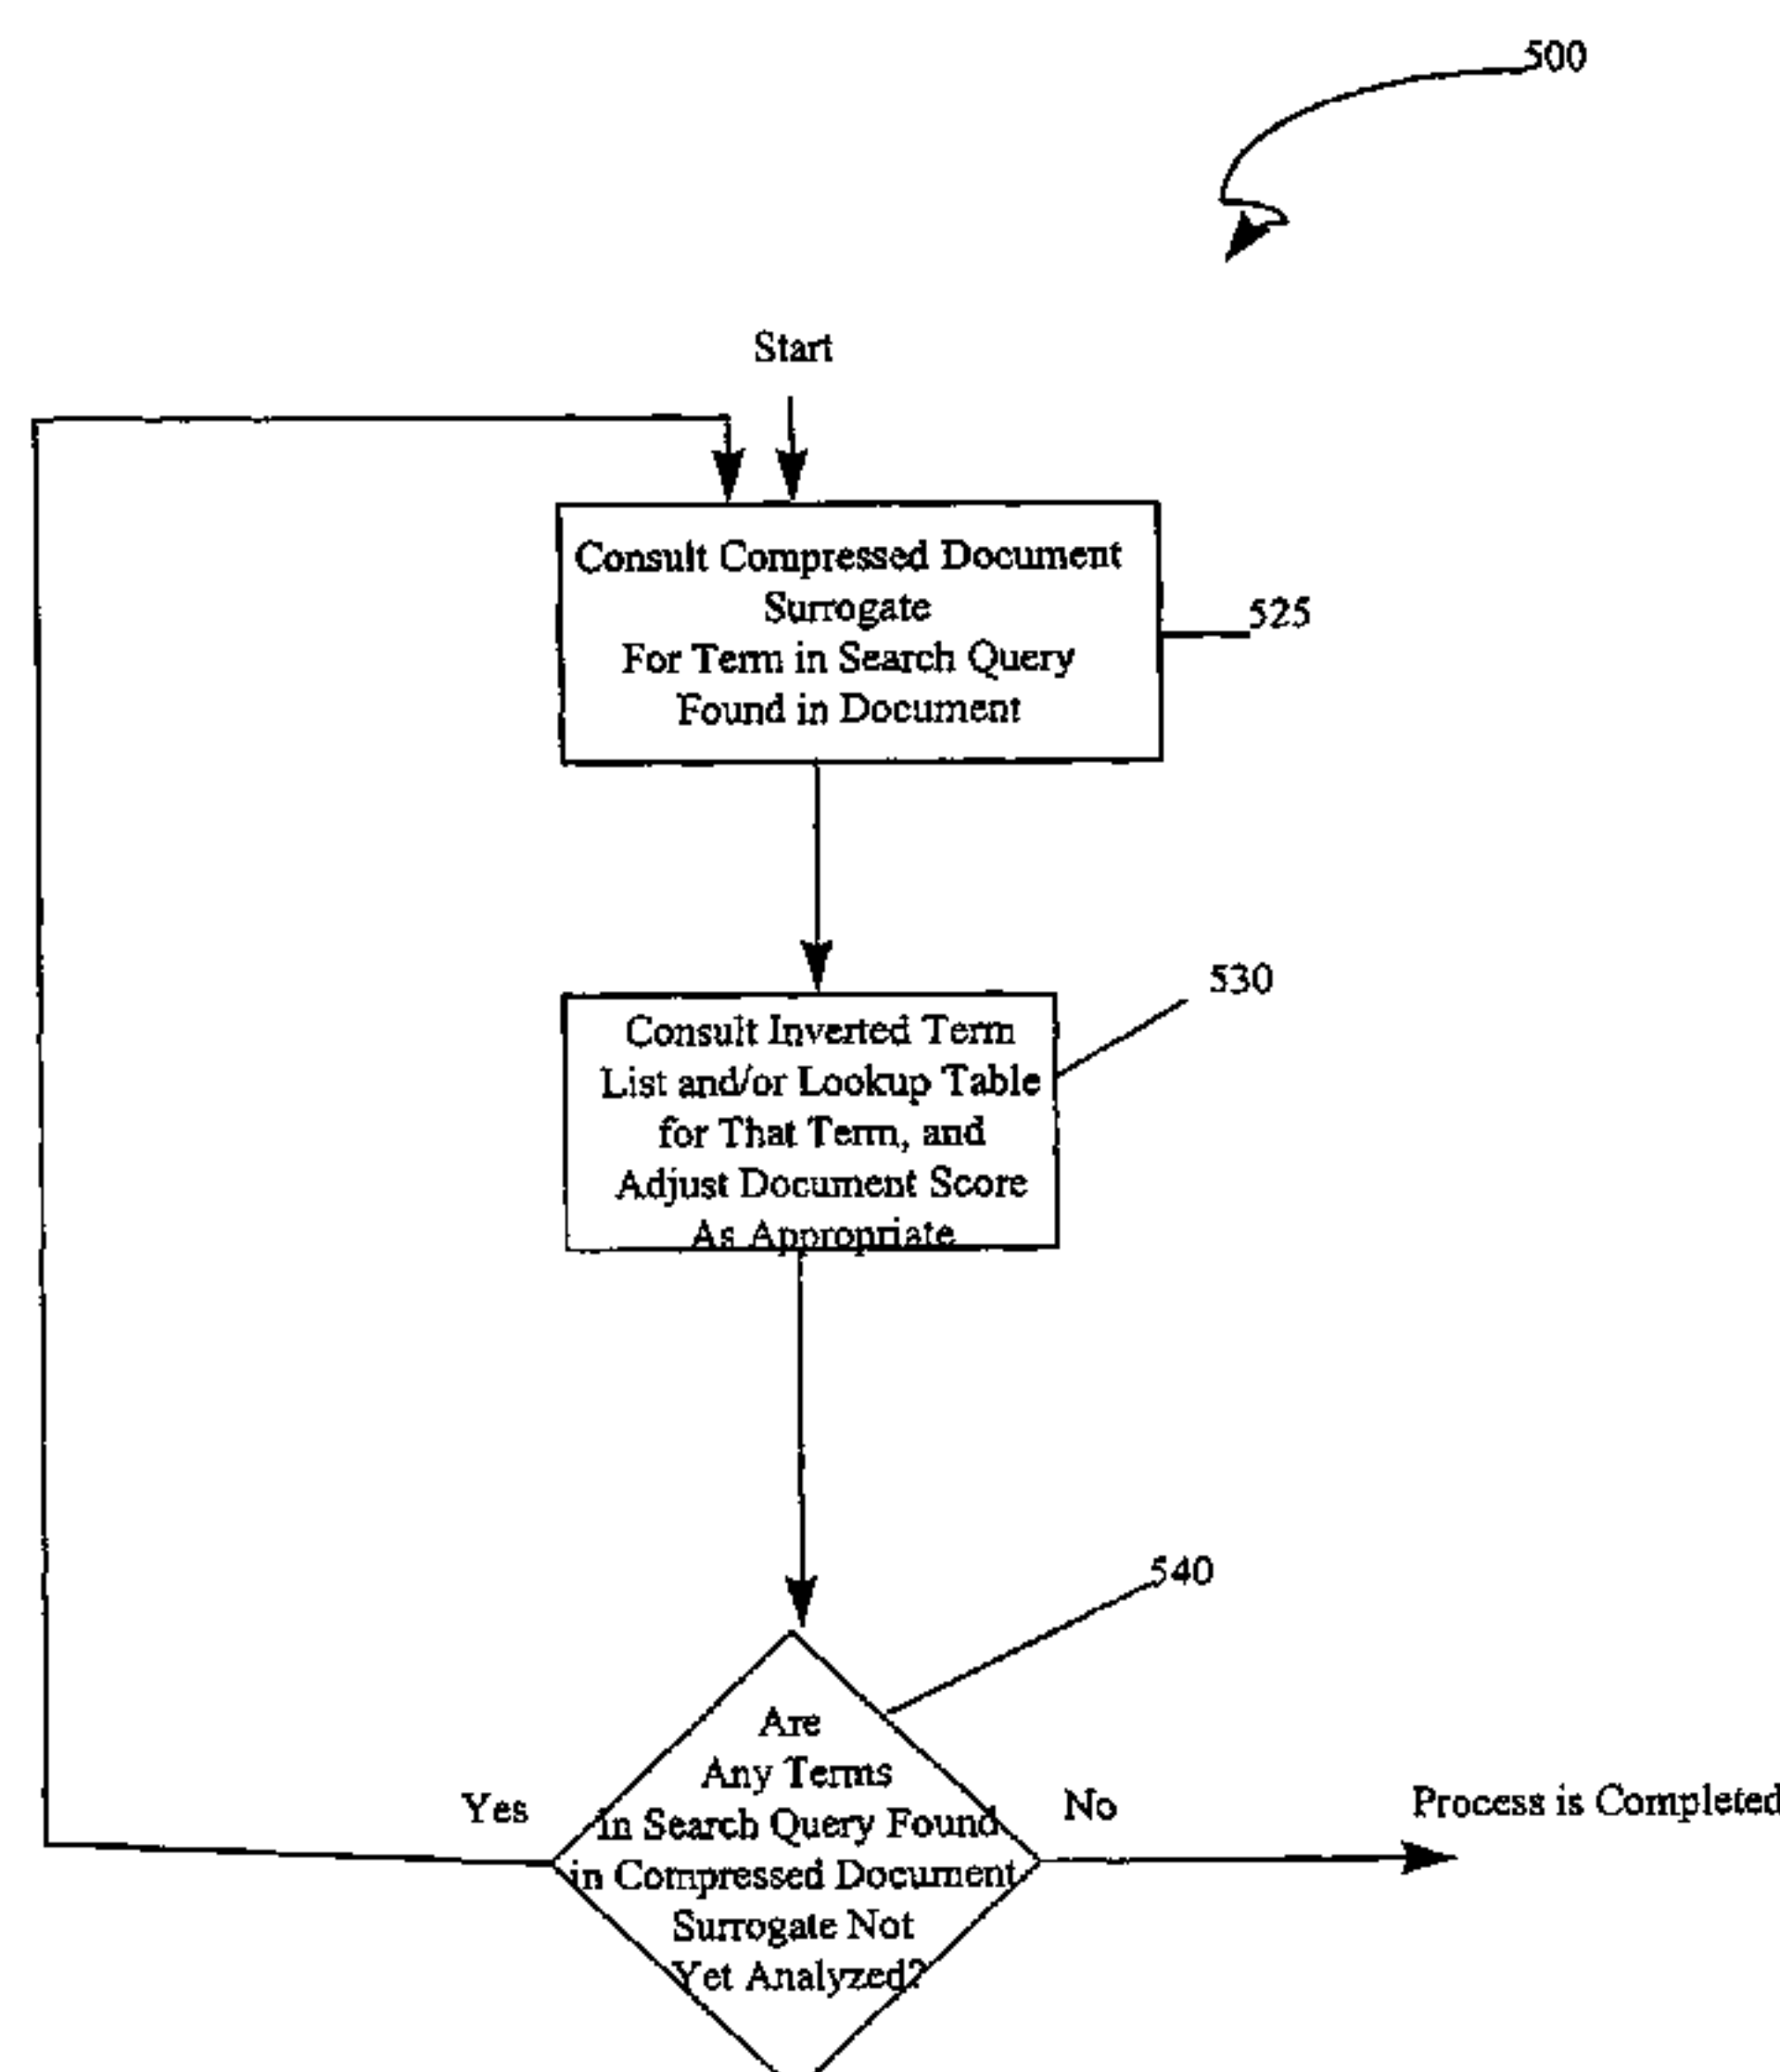 500
Start
Consult Compressed Document
Surrogate
For Term in Search Query
Found in Document
525
530
Consult Inverted Term
List and/or Lookup Table
for That Term, and
Adjust Document Score
As Appropriate
540
Are
Any Terms
in Search Query Found
in Compressed Document
Surrogate Not
Yet Analyzed?
Yes
No
Process is Completed